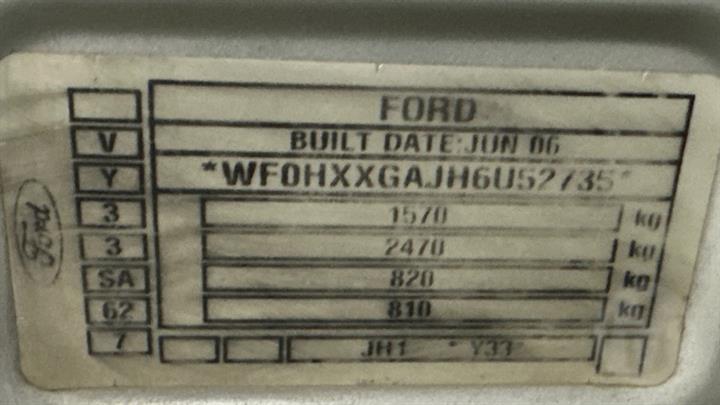 FORD
V BUILT DATE:JUN 06
Y *WF0HXXGAJH6U52735*
3 1570 kg
3 2470 kg
SA 820 kg
62 810 kg
7 JH1 * Y33
Ford